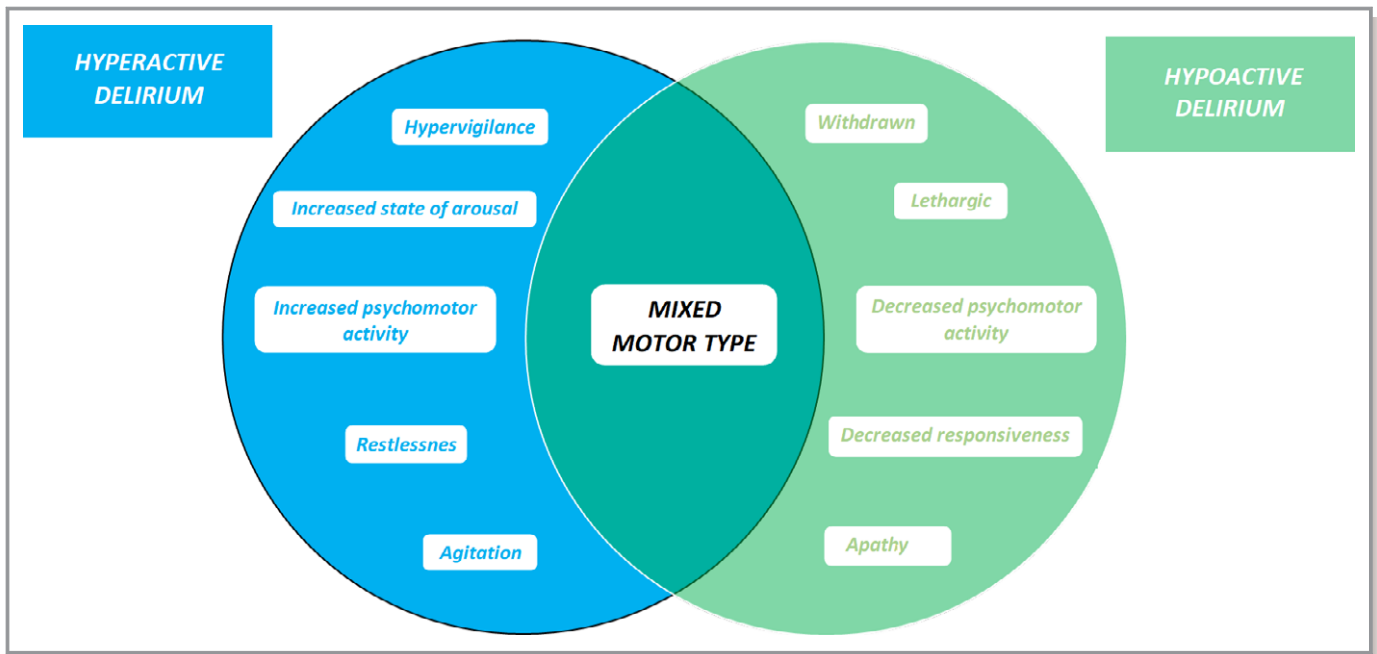 HYPERACTIVE
DELIRIUM
Hypervigilance
Increased state of arousal
Increased psychomotor
activity
Restlessnes
Agitation
MIXED
MOTOR TYPE
HYPOACTIVE
DELIRIUM
Withdrawn
Lethargic
Decreased psychomotor
activity
Decreased responsiveness
Apathy